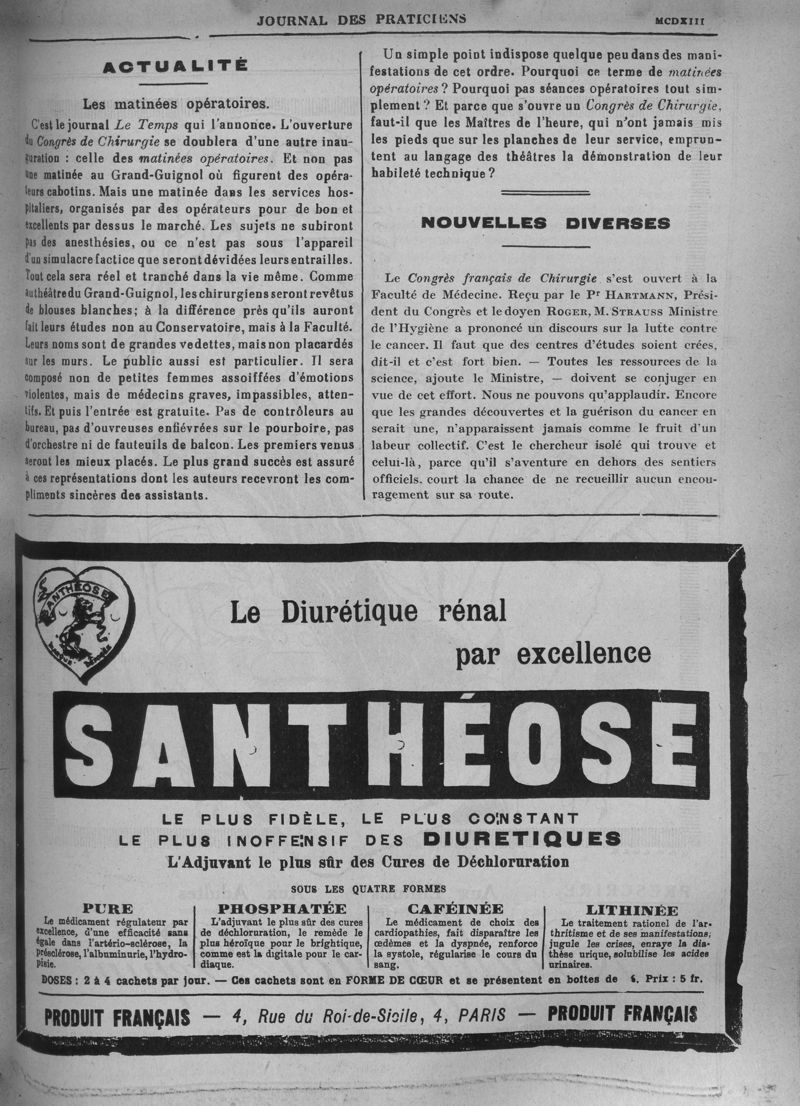 JOURNAL DES PRATICIENS MCDXIII
ACTUALITÉ
Les matinées opératoires.
C'est le journal Le Temps qui l'annonce. L'ouverture
du Congrès de Chirurgie se doublera d'une autre inau-
guration : celle des matinées opératoires. Et non pas
une matinée au Grand-Guignol où figurent des opéra-
teurs cabotins. Mais une matinée dans les services hos-
pitaliers, organisés par des opérateurs pour de bon et
excellents par dessus le marché. Les sujets ne subiront
pas des anesthésies, ou ce n'est pas sous l'appareil
d'un simulacre factice que seront dévidées leurs entrailles.
Tout cela sera réel et tranché dans la vie même. Comme
au théâtre du Grand-Guignol, les chirurgiens seront revêtus
de blouses blanches; à la différence près qu'ils auront
fait leurs études non au Conservatoire, mais à la Faculté.
Leurs noms sont de grandes vedettes, mais non placardés
sur les murs. Le public aussi est particulier. Il sera
composé non de petites femmes assoiffées d'émotions
violentes, mais de médecins graves, impassibles, atten-
tifs. Et puis l'entrée est gratuite. Pas de contrôleurs au
bureau, pas d'ouvreuses enfiévrées sur le pourboire, pas
d'orchestre ni de fauteuils de balcon. Les premiers venus
seront les mieux placés. Le plus grand succès est assuré
à ces représentations dont les auteurs recevront les com-
pliments sincères des assistants.
Un simple point indispose quelque peu dans des mani-
festations de cet ordre. Pourquoi ce terme de matinées
opératoires ? Pourquoi pas séances opératoires tout sim-
plement ? Et parce que s'ouvre un Congrès de Chirurgie,
faut-il que les Maîtres de l'heure, qui n'ont jamais mis
les pieds que sur les planches de leur service, emprun-
tent au langage des théâtres la démonstration de leur
habileté technique ?
NOUVELLES DIVERSES
Le Congrès français de Chirurgie s'est ouvert à la
Faculté de Médecine. Reçu par le Pr HARTMANN, Prési-
dent du Congrès et le doyen ROGER, M. STRAUSS Ministre
de l'Hygiène a prononcé un discours sur la lutte contre
le cancer. Il faut que des centres d'études soient créés,
dit-il et c'est fort bien. — Toutes les ressources de la
science, ajoute le Ministre, — doivent se conjuger en
vue de cet effort. Nous ne pouvons qu'applaudir. Encore
que les grandes découvertes et la guérison du cancer en
serait une, n'apparaissent jamais comme le fruit d'un
labeur collectif. C'est le chercheur isolé qui trouve et
celui-là, parce qu'il s'aventure en dehors des sentiers
officiels, court la chance de ne recueillir aucun encou-
ragement sur sa route.
SANTHÉOSE
Le Diurétique rénal
par excellence
SANTHÉOSE
LE PLUS FIDÈLE, LE PLUS CONSTANT
LE PLUS INOFFENSIF DES DIURETIQUES
L'Adjuvant le plus sûr des Cures de Déchloruration
SOUS LES QUATRE FORMES
PURE
Le médicament régulateur par
excellence, d'une efficacité sans
égale dans l'artério-sclérose, la
présclérose, l'albuminurie, l'hydro-
pisie.
PHOSPHATÉE
L'adjuvant le plus sûr des cures
de déchloruration, le remède le
plus héroïque pour le brightique,
comme est la digitale pour le car-
diaque.
CAFÉINÉE
Le médicament de choix des
cardiopathies, fait disparaître les
œdèmes et la dyspnée, renforce
la systole, régularise le cours du
sang.
LITHINÉE
Le traitement rationel de l'ar-
thritisme et de ses manifestations;
jugule les crises, enraye la dia-
thèse urique, solubilise les acides
urinaires.
DOSES : 2 à 4 cachets par jour. — Ces cachets sont en FORME DE CŒUR et se présentent en boîtes de . Prix : 5 fr.
PRODUIT FRANÇAIS — 4, Rue du Roi-de-Sicile, 4, PARIS — PRODUIT FRANÇAIS